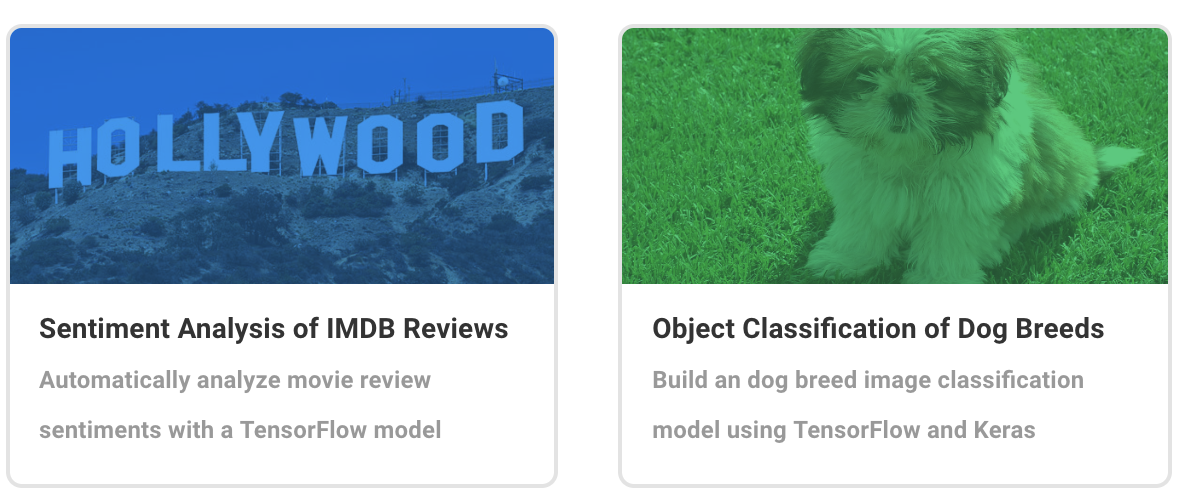 HOLLYWOOD
Sentiment Analysis of IMDB Reviews
Automatically analyze movie review
sentiments with a TensorFlow model
Object Classification of Dog Breeds
Build an dog breed image classification
model using TensorFlow and Keras